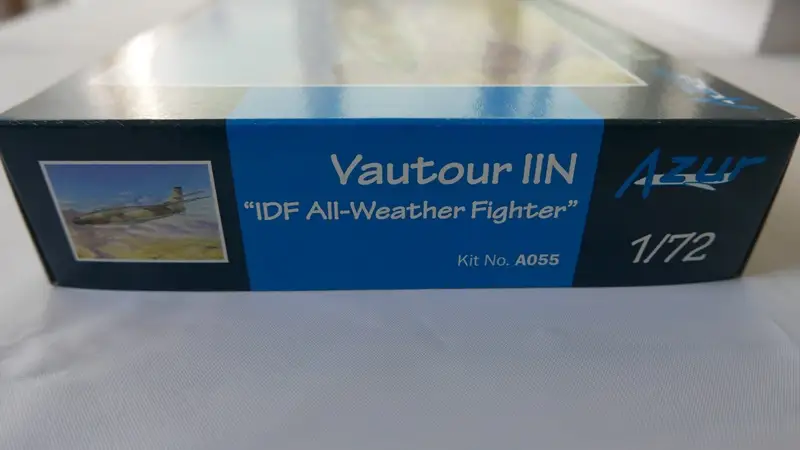 Vautour IIN
"IDF All-Weather Fighter"
Kit No. A055
Azur
1/72